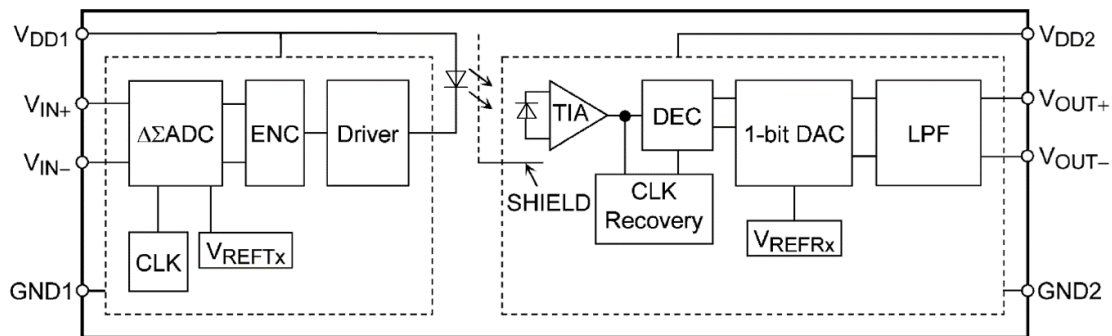 VDD1
VDD2
VIN+
VOUT+
ΔΣADC
ENC
Driver
TIA
DEC
1-bit DAC
LPF
VIN−
VOUT−
SHIELD
CLK
Recovery
CLK
VREFTx
VREFRx
GND1
GND2